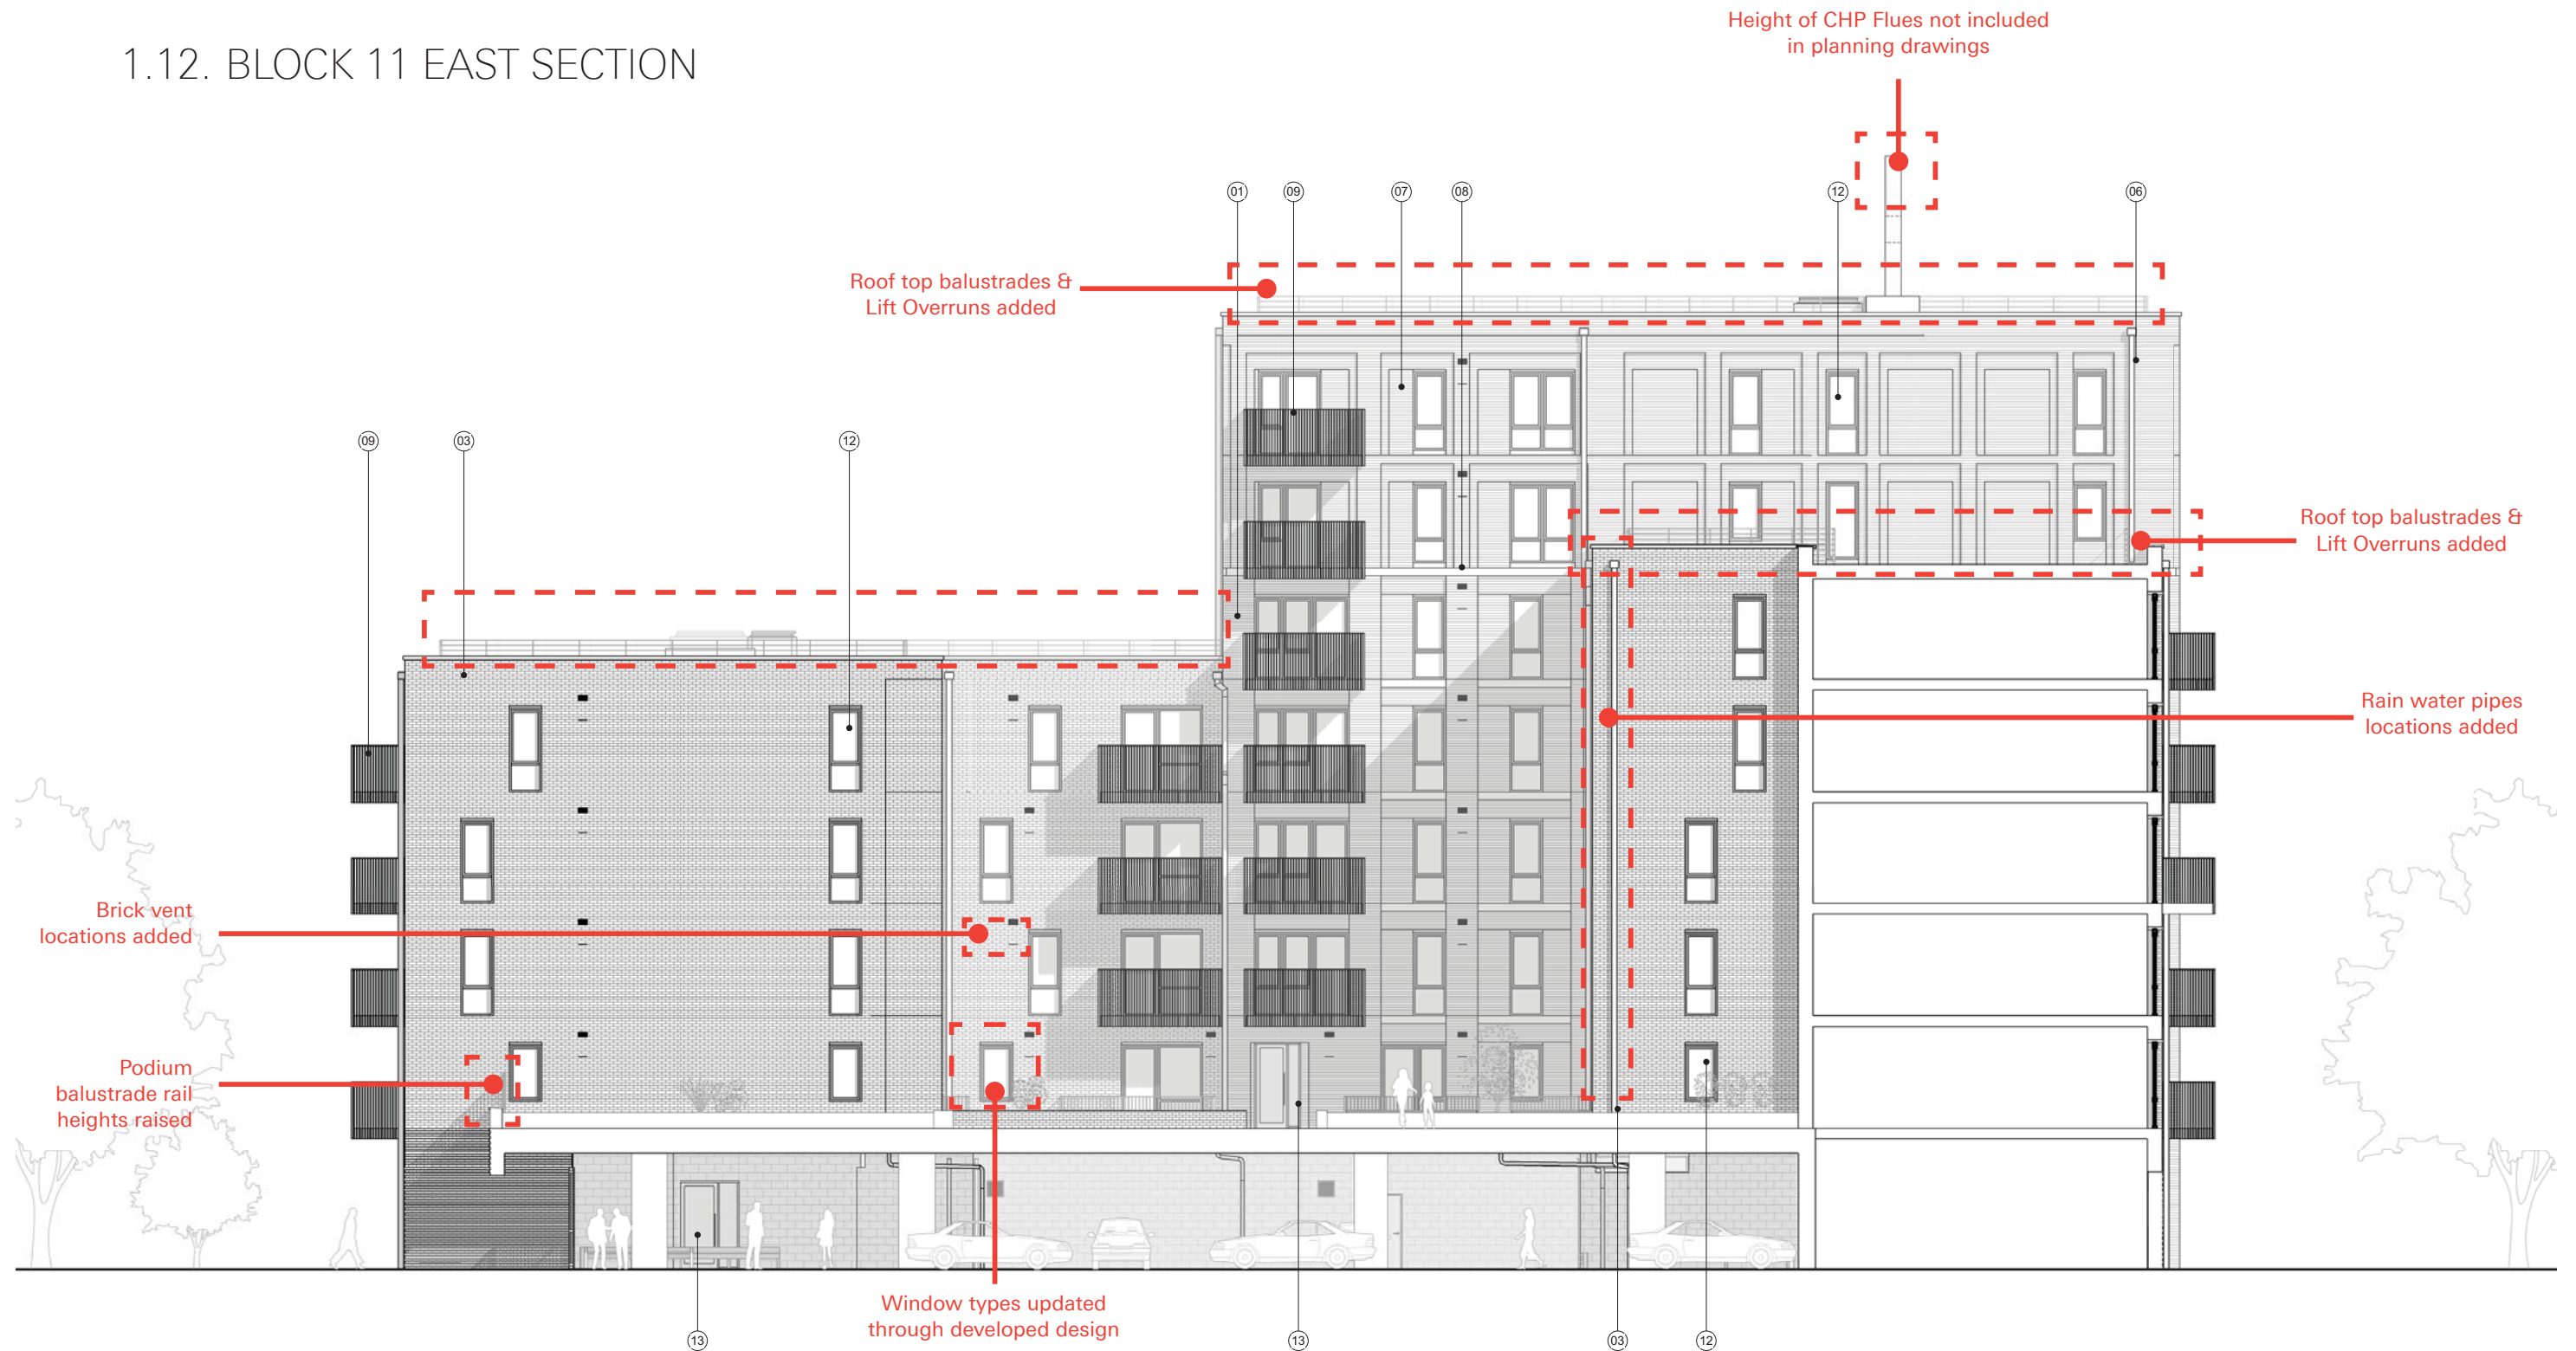 Height of CHP Flues not included
in planning drawings
1.12. BLOCK 11 EAST SECTION
01
09
07
08
12
06
Roof top balustrades &
Lift Overruns added
09
03
12
Roof top balustrades &
Lift Overruns added
Rain water pipes
locations added
Brick vent
locations added
Podium
balustrade rail
heights raised
Window types updated
through developed design
13
13
03
12